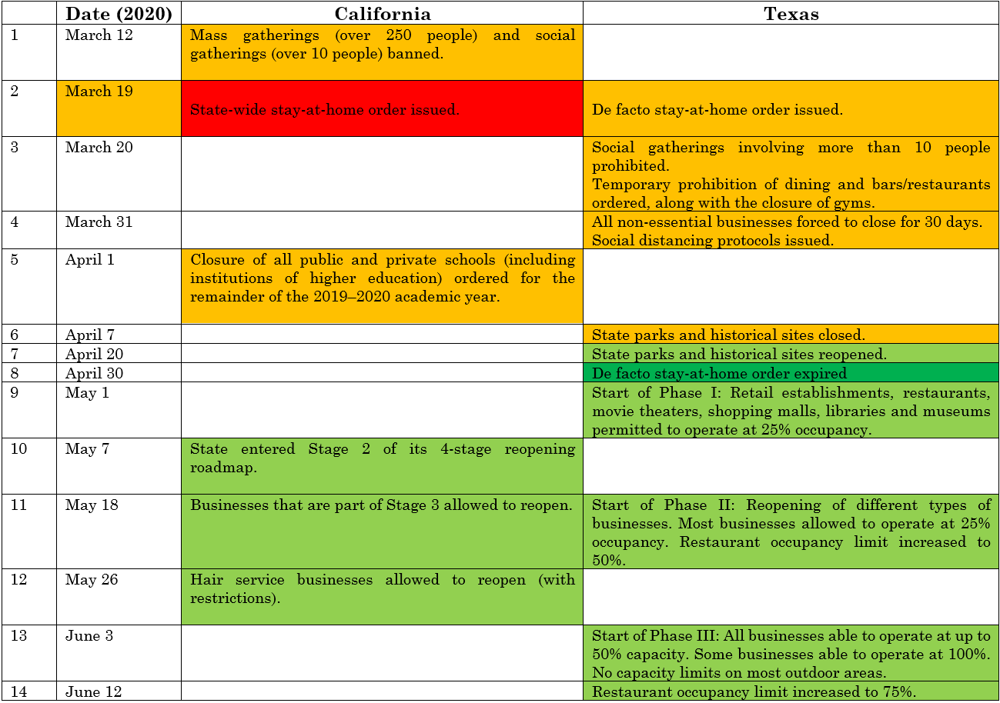 Date (2020) California Texas
1 March 12 Mass gatherings (over 250 people) and social
gatherings (over 10 people) banned.
2 March 19
State-wide stay-at-home order issued. De facto stay-at-home order issued.
3 March 20 Social gatherings involving more than 10 people
prohibited.
Temporary prohibition of dining and bars/restaurants
ordered, along with the closure of gyms.
4 March 31 All non-essential businesses forced to close for 30 days.
Social distancing protocols issued.
5 April 1 Closure of all public and private schools (including
institutions of higher education) ordered for the
remainder of the 2019–2020 academic year.
6 April 7 State parks and historical sites closed.
7 April 20 State parks and historical sites reopened.
8 April 30 De facto stay-at-home order expired
9 May 1 Start of Phase I: Retail establishments, restaurants,
movie theaters, shopping malls, libraries and museums
permitted to operate at 25% occupancy.
10 May 7 State entered Stage 2 of its 4-stage reopening
roadmap.
11 May 18 Businesses that are part of Stage 3 allowed to reopen. Start of Phase II: Reopening of different types of
businesses. Most businesses allowed to operate at 25%
occupancy. Restaurant occupancy limit increased to
50%.
12 May 26 Hair service businesses allowed to reopen (with
restrictions).
13 June 3 Start of Phase III: All businesses able to operate at up to
50% capacity. Some businesses able to operate at 100%.
No capacity limits on most outdoor areas.
14 June 12 Restaurant occupancy limit increased to 75%.